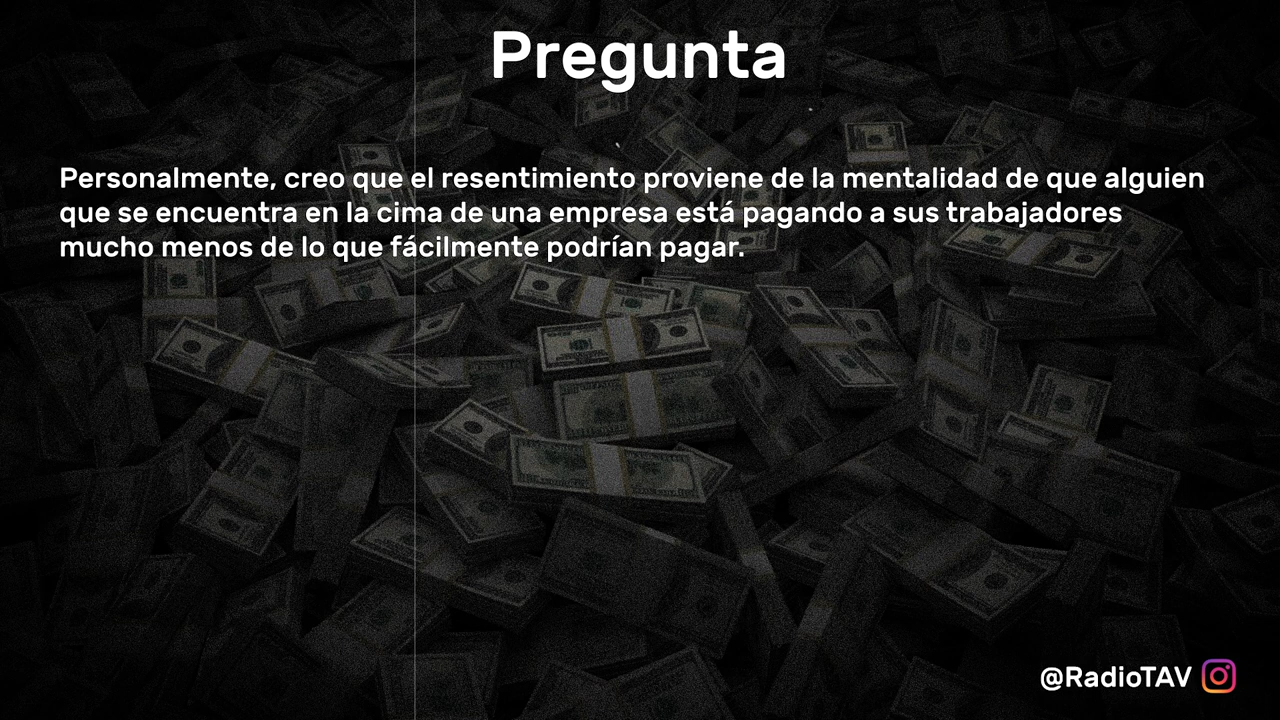 Pregunta
Personalmente, creo que el resentimiento proviene de la mentalidad de que alguien
que se encuentra en la cima de una empresa está pagando a sus trabajadores
mucho menos de lo que fácilmente podrían pagar.
@RadioTAV